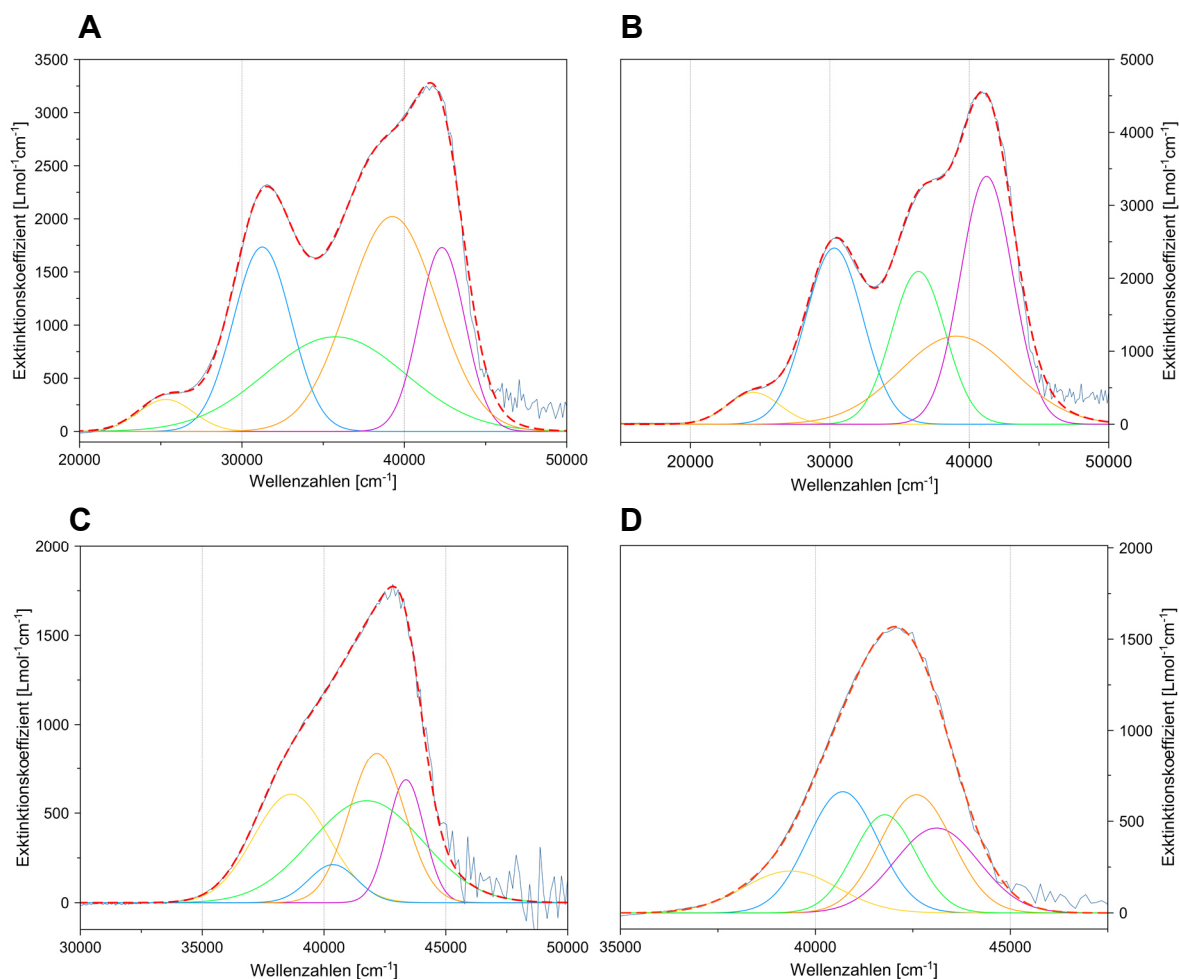 A
B
3500
3000
2500
2000
1500
1000
500
0
Exktinktionskoeffizient [Lmol⁻¹cm⁻¹]
20000 30000 40000 50000
Wellenzahlen [cm⁻¹]
5000
4000
3000
2000
1000
0
Exktinktionskoeffizient [Lmol⁻¹cm⁻¹]
20000 30000 40000 50000
Wellenzahlen [cm⁻¹]
C
D
2000
1500
1000
500
0
Exktinktionskoeffizient [Lmol⁻¹cm⁻¹]
30000 35000 40000 45000 50000
Wellenzahlen [cm⁻¹]
2000
1500
1000
500
0
Exktinktionskoeffizient [Lmol⁻¹cm⁻¹]
35000 40000 45000
Wellenzahlen [cm⁻¹]